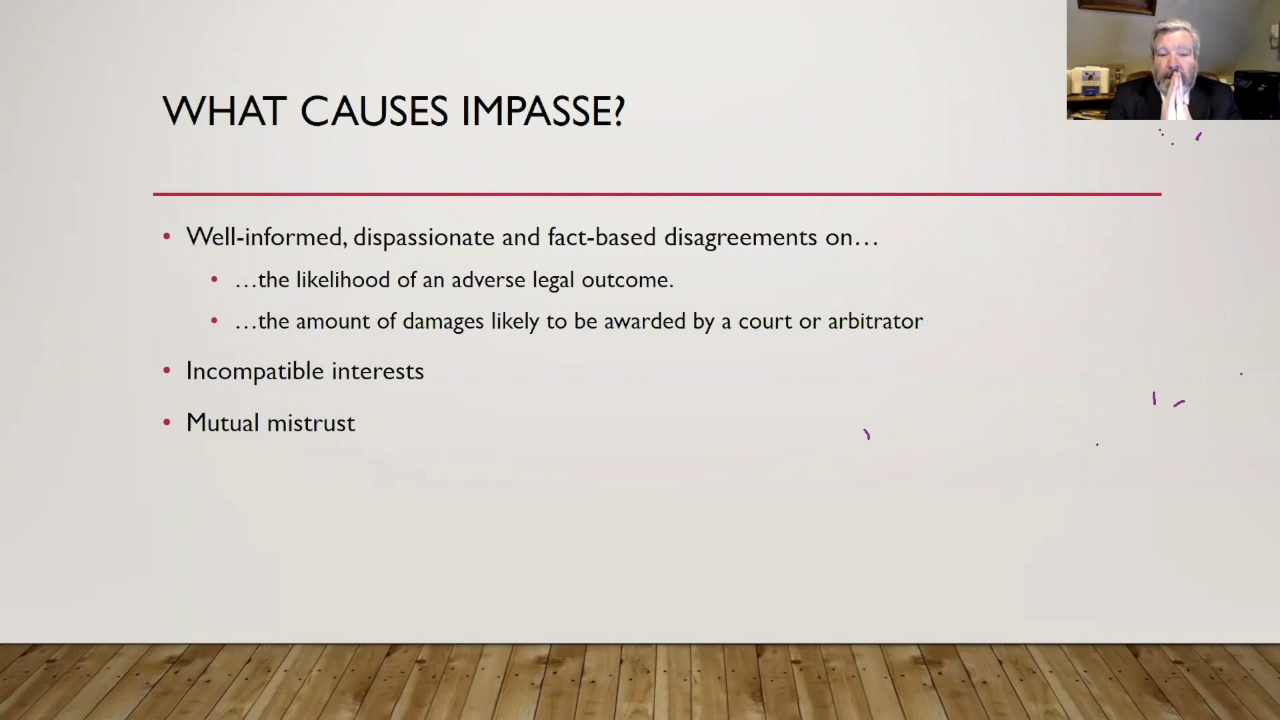 WHAT CAUSES IMPASSE?
• Well-informed, dispassionate and fact-based disagreements on…
• …the likelihood of an adverse legal outcome.
• …the amount of damages likely to be awarded by a court or arbitrator
• Incompatible interests
• Mutual mistrust